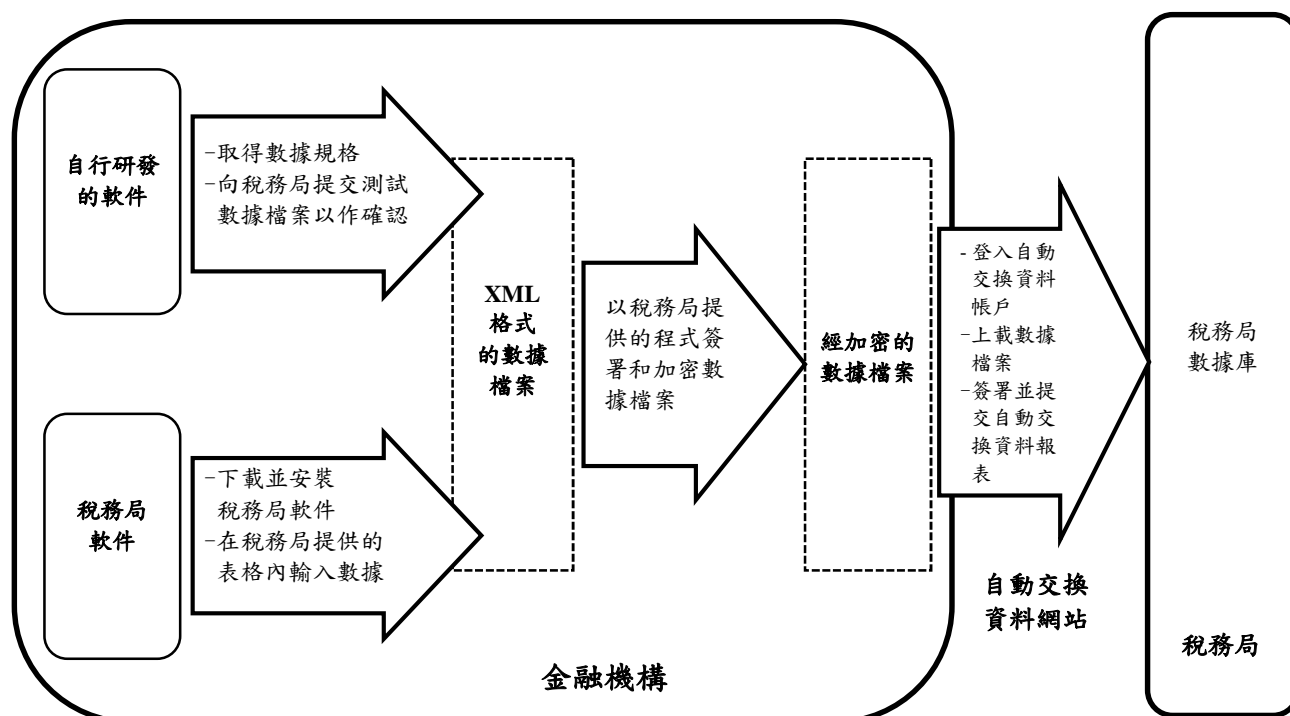 自行研發
的軟件
-取得數據規格
-向稅務局提交測試
數據檔案以作確認
稅務局
軟件
-下載並安裝
稅務局軟件
-在稅務局提供的
表格內輸入數據
XML
格式
的數據
檔案
以稅務局提
供的程式簽
署和加密數
據檔案
經加密的
數據檔案
- 登入自動
交換資料
帳戶
-上載數據
檔案
-簽署並提
交自動交
換資料報
表
自動交換
資料網站
金融機構
稅務局
數據庫
稅務局